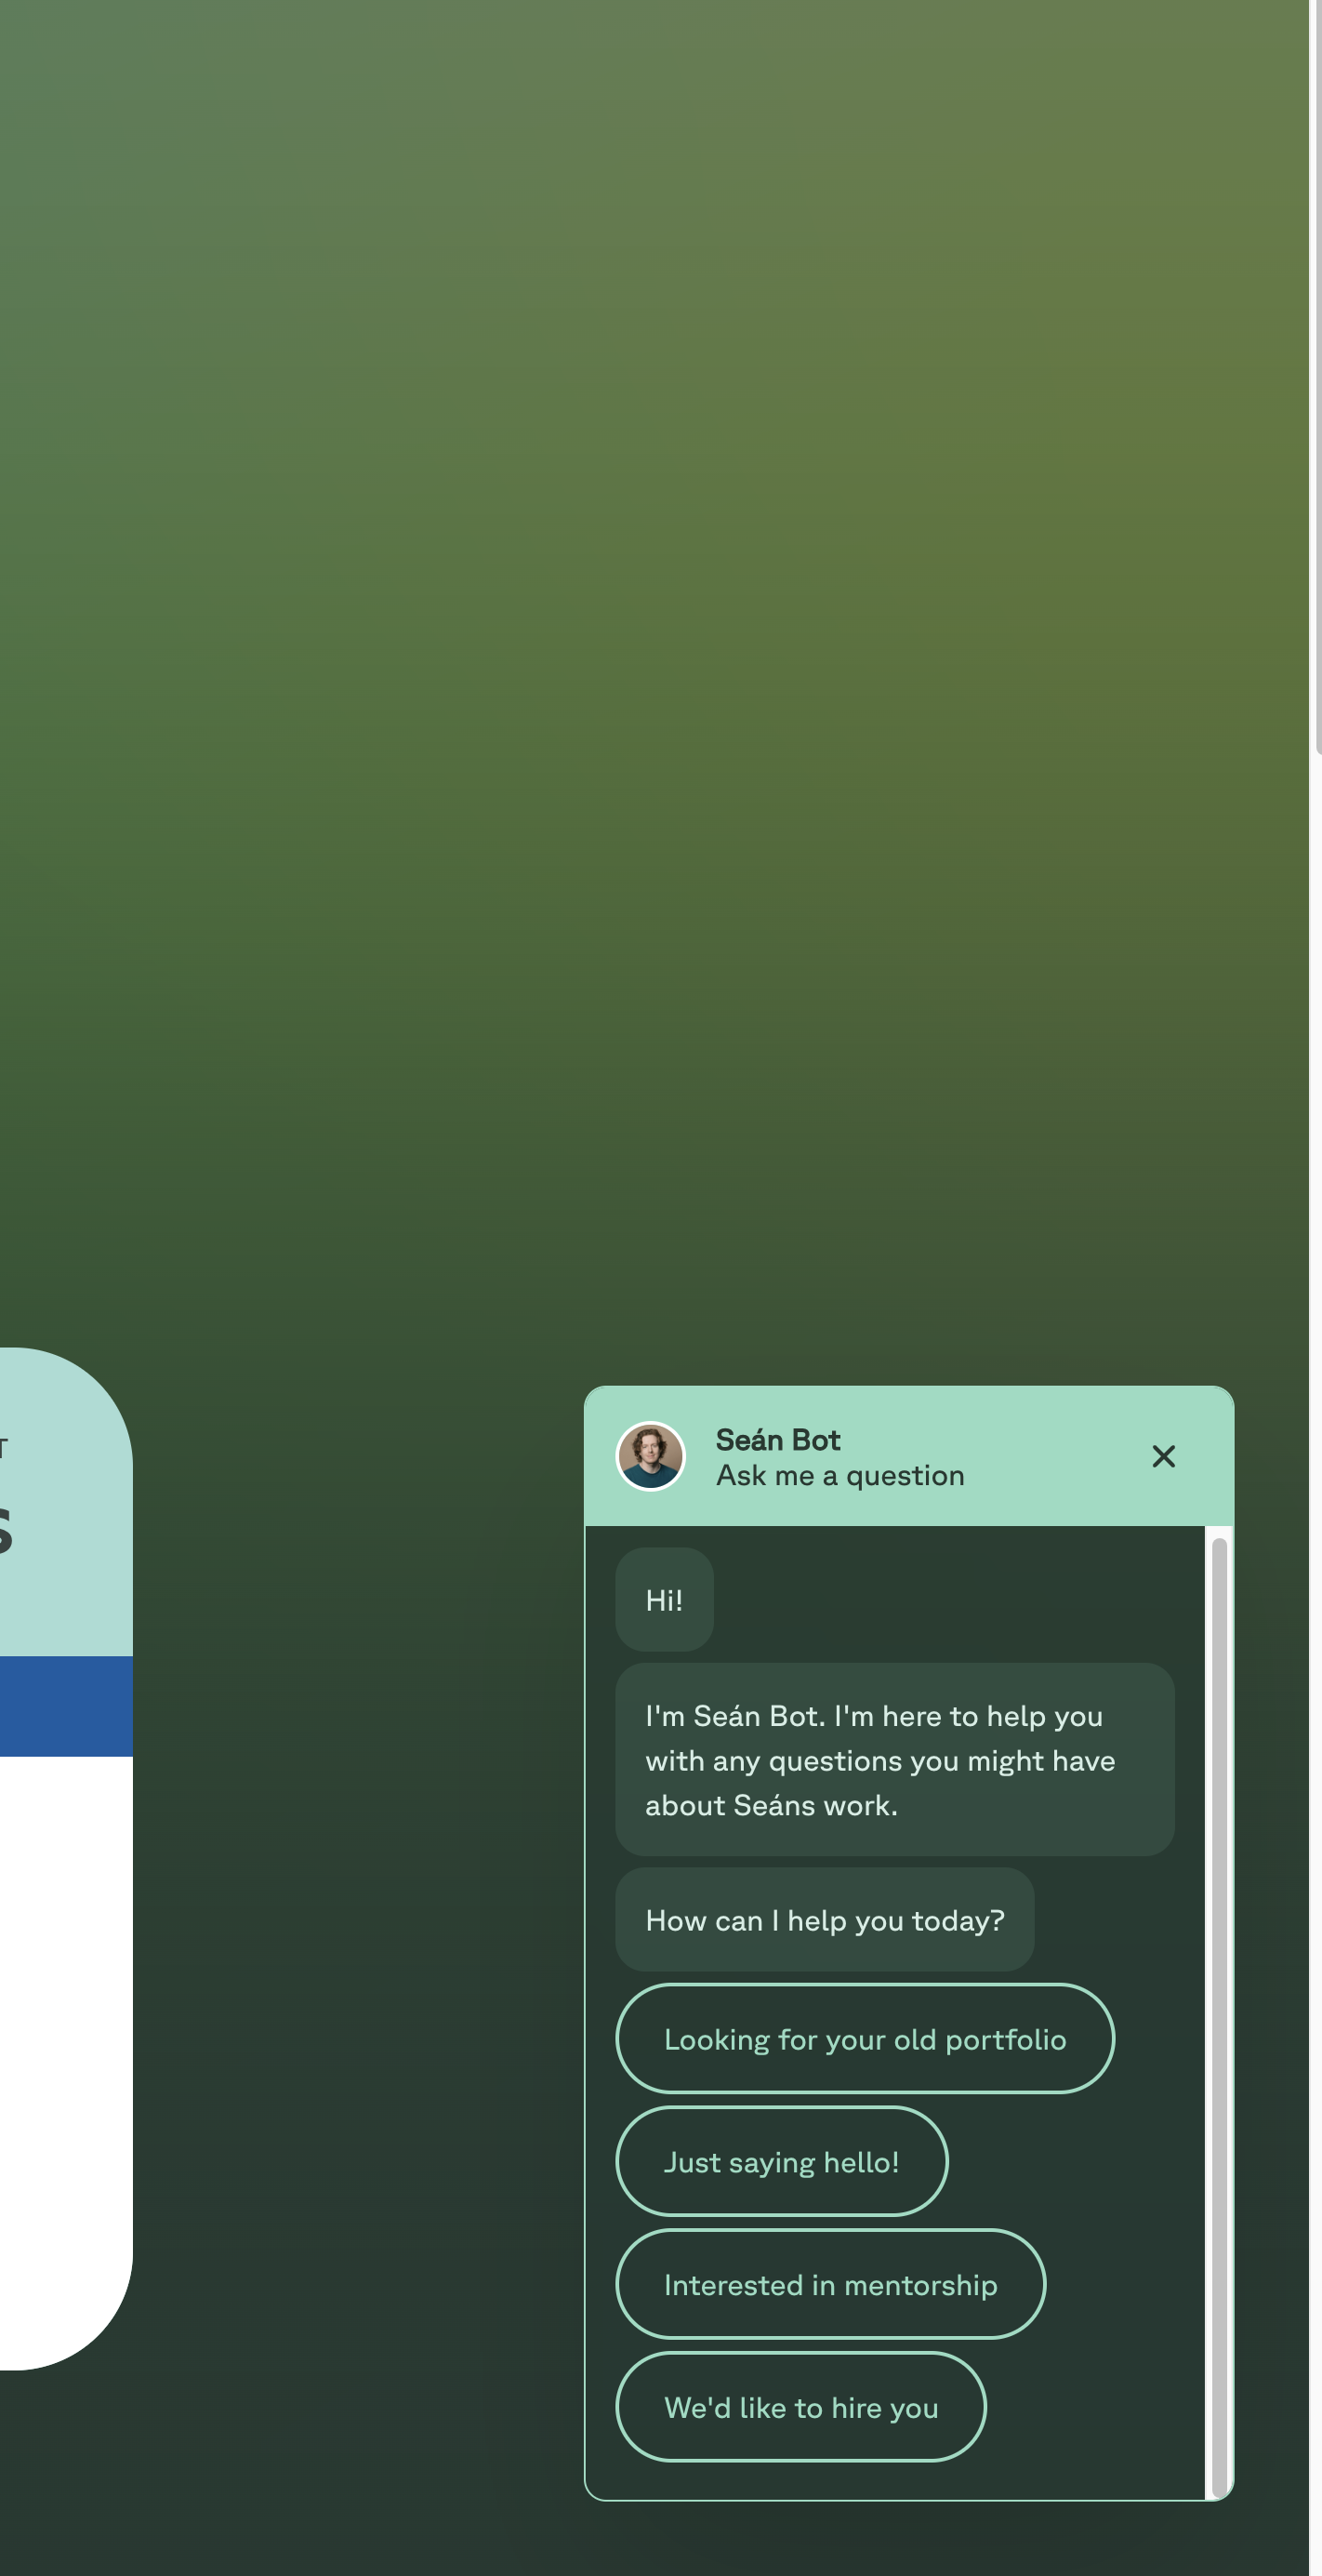 T
S
Seán Bot
Ask me a question
Hi!
I'm Seán Bot. I'm here to help you
with any questions you might have
about Seáns work.
How can I help you today?
Looking for your old portfolio
Just saying hello!
Interested in mentorship
We'd like to hire you